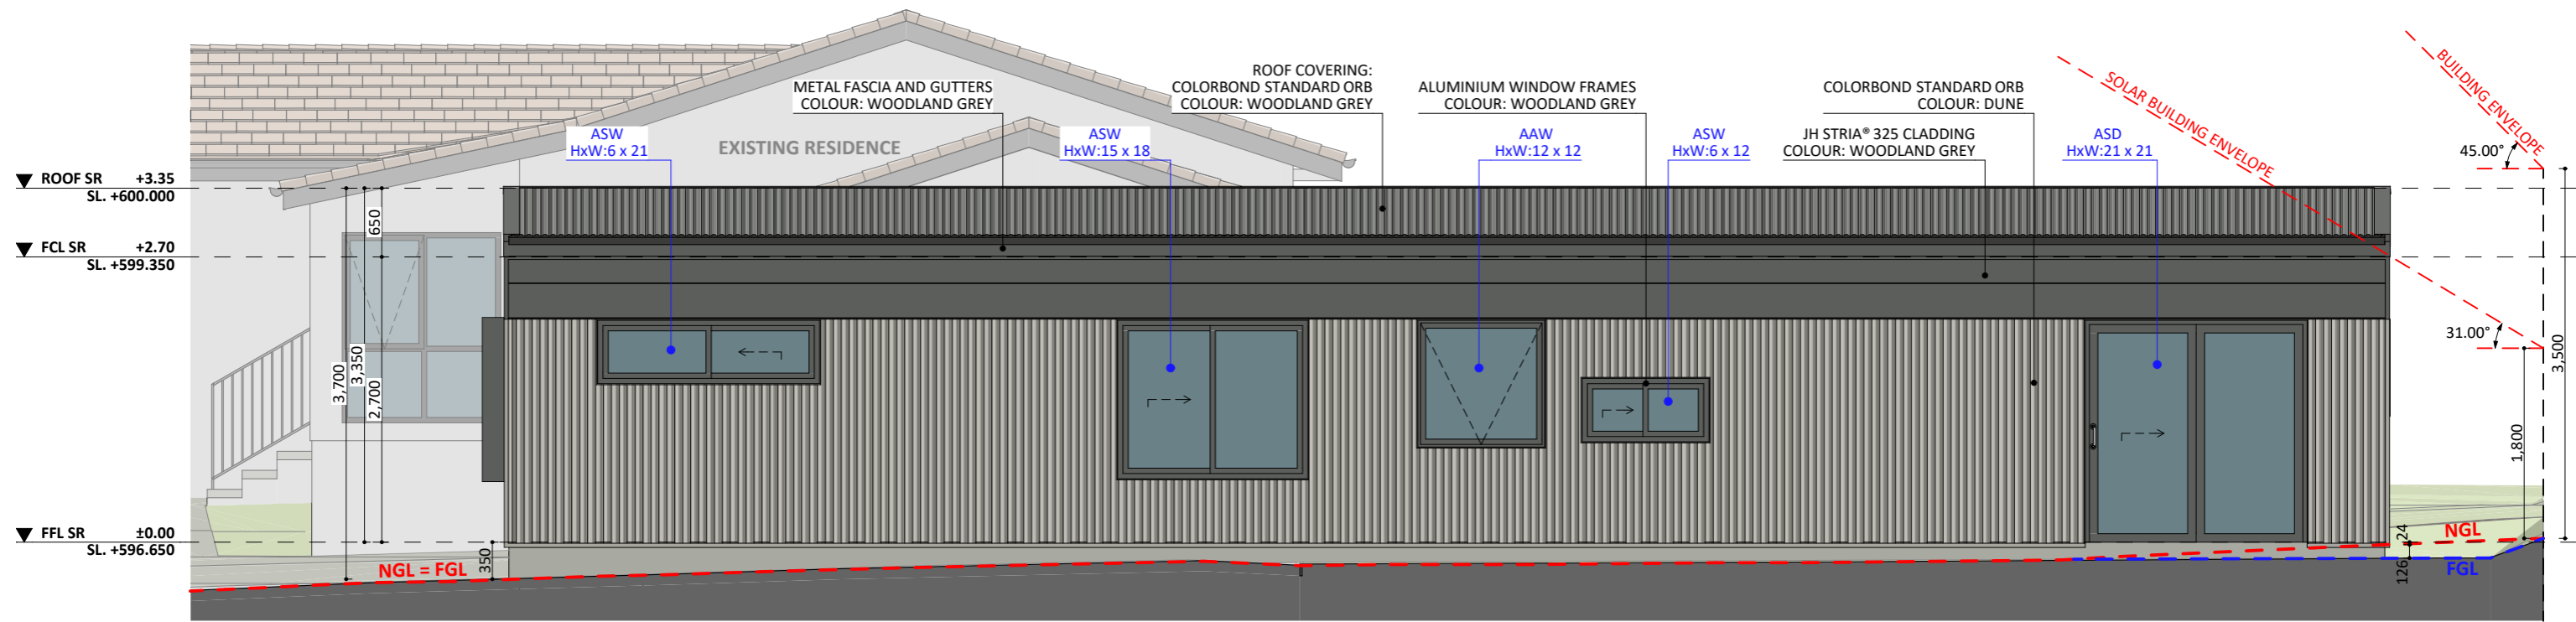 METAL FASCIA AND GUTTERS
COLOUR: WOODLAND GREY
ROOF COVERING:
COLORBOND STANDARD ORB
COLOUR: WOODLAND GREY
ALUMINIUM WINDOW FRAMES
COLOUR: WOODLAND GREY
COLORBOND STANDARD ORB
COLOUR: DUNE
SOLAR BUILDING ENVELOPE
BUILDING ENVELOPE
ASW
HxW:6 x 21
EXISTING RESIDENCE
ASW
HxW:15 x 18
AAW
HxW:12 x 12
ASW
HxW:6 x 12
JH STRIA® 325 CLADDING
COLOUR: WOODLAND GREY
ASD
HxW:21 x 21
45.00°
ROOF SR +3.35
SL. +600.000
650
FCL SR +2.70
SL. +599.350
31.00°
3,500
3,700
3,350
2,700
1,800
FFL SR ±0.00
SL. +596.650
350
NGL = FGL
24
126
NGL
FGL